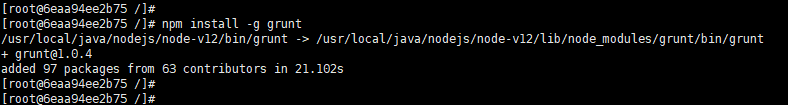 [root@6eaa94ee2b75 /]#
[root@6eaa94ee2b75 /]# npm install -g grunt
/usr/local/java/nodejs/node-v12/bin/grunt -> /usr/local/java/nodejs/node-v12/lib/node_modules/grunt/bin/grunt
+ grunt@1.0.4
added 97 packages from 63 contributors in 21.102s
[root@6eaa94ee2b75 /]#
[root@6eaa94ee2b75 /]#